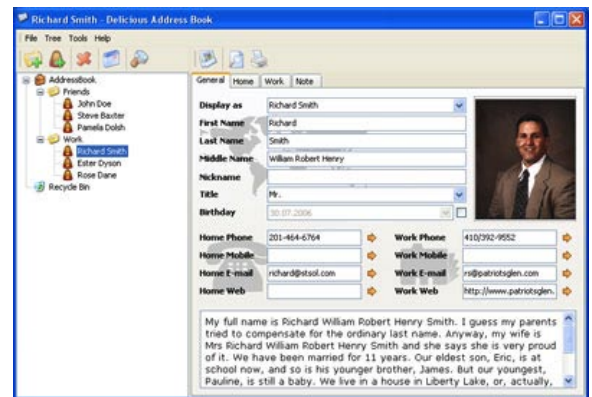 Richard Smith - Delicious Address Book
File Tree Tools Help
AddressBook
Friends
John Doe
Steve Baxter
Pamela Dolsh
Work
Richard Smith
Ester Dyson
Rose Dane
Recycle Bin
General Home Work Note
Display as Richard Smith
First Name Richard
Last Name Smith
Middle Name William Robert Henry
Nickname
Title Mr.
Birthday 30.07.2006
Home Phone 201-464-6764 Work Phone 410/392-9552
Home Mobile Work Mobile
Home E-mail richard@stsol.com Work E-mail rs@patriotsglen.com
Home Web Work Web http://www.patriotsglen.
My full name is Richard William Robert Henry Smith. I guess my parents
tried to compensate for the ordinary last name. Anyway, my wife is
Mrs Richard William Robert Henry Smith and she says she is very proud
of it. We have been married for 11 years. Our eldest son, Eric, is at
school now, and so is his younger brother, James. But our youngest,
Pauline, is still a baby. We live in a house in Liberty Lake, or, actually,